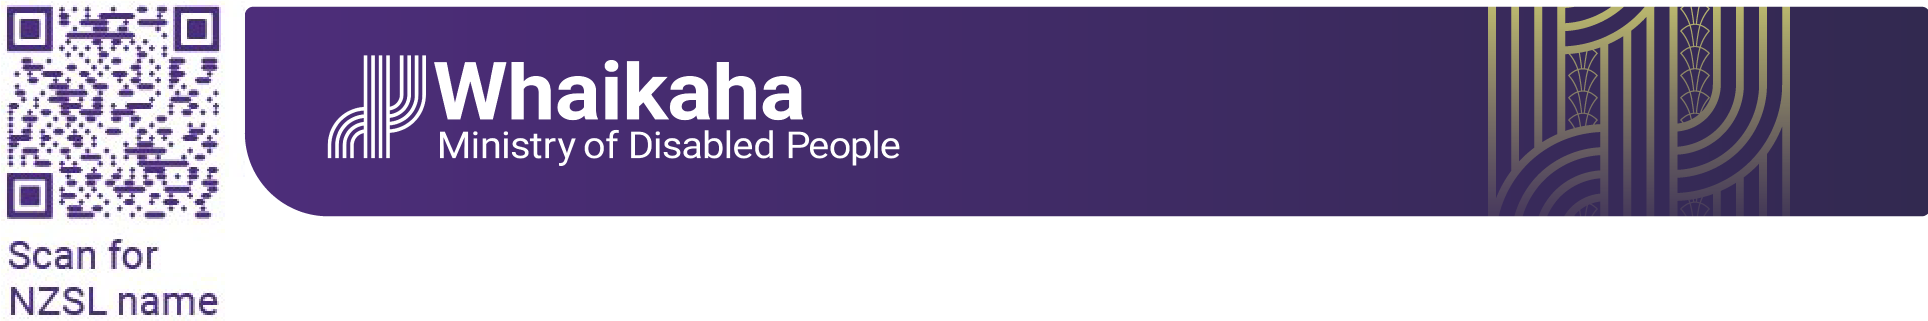 Whaikaha
Ministry of Disabled People
Scan for
NZSL name